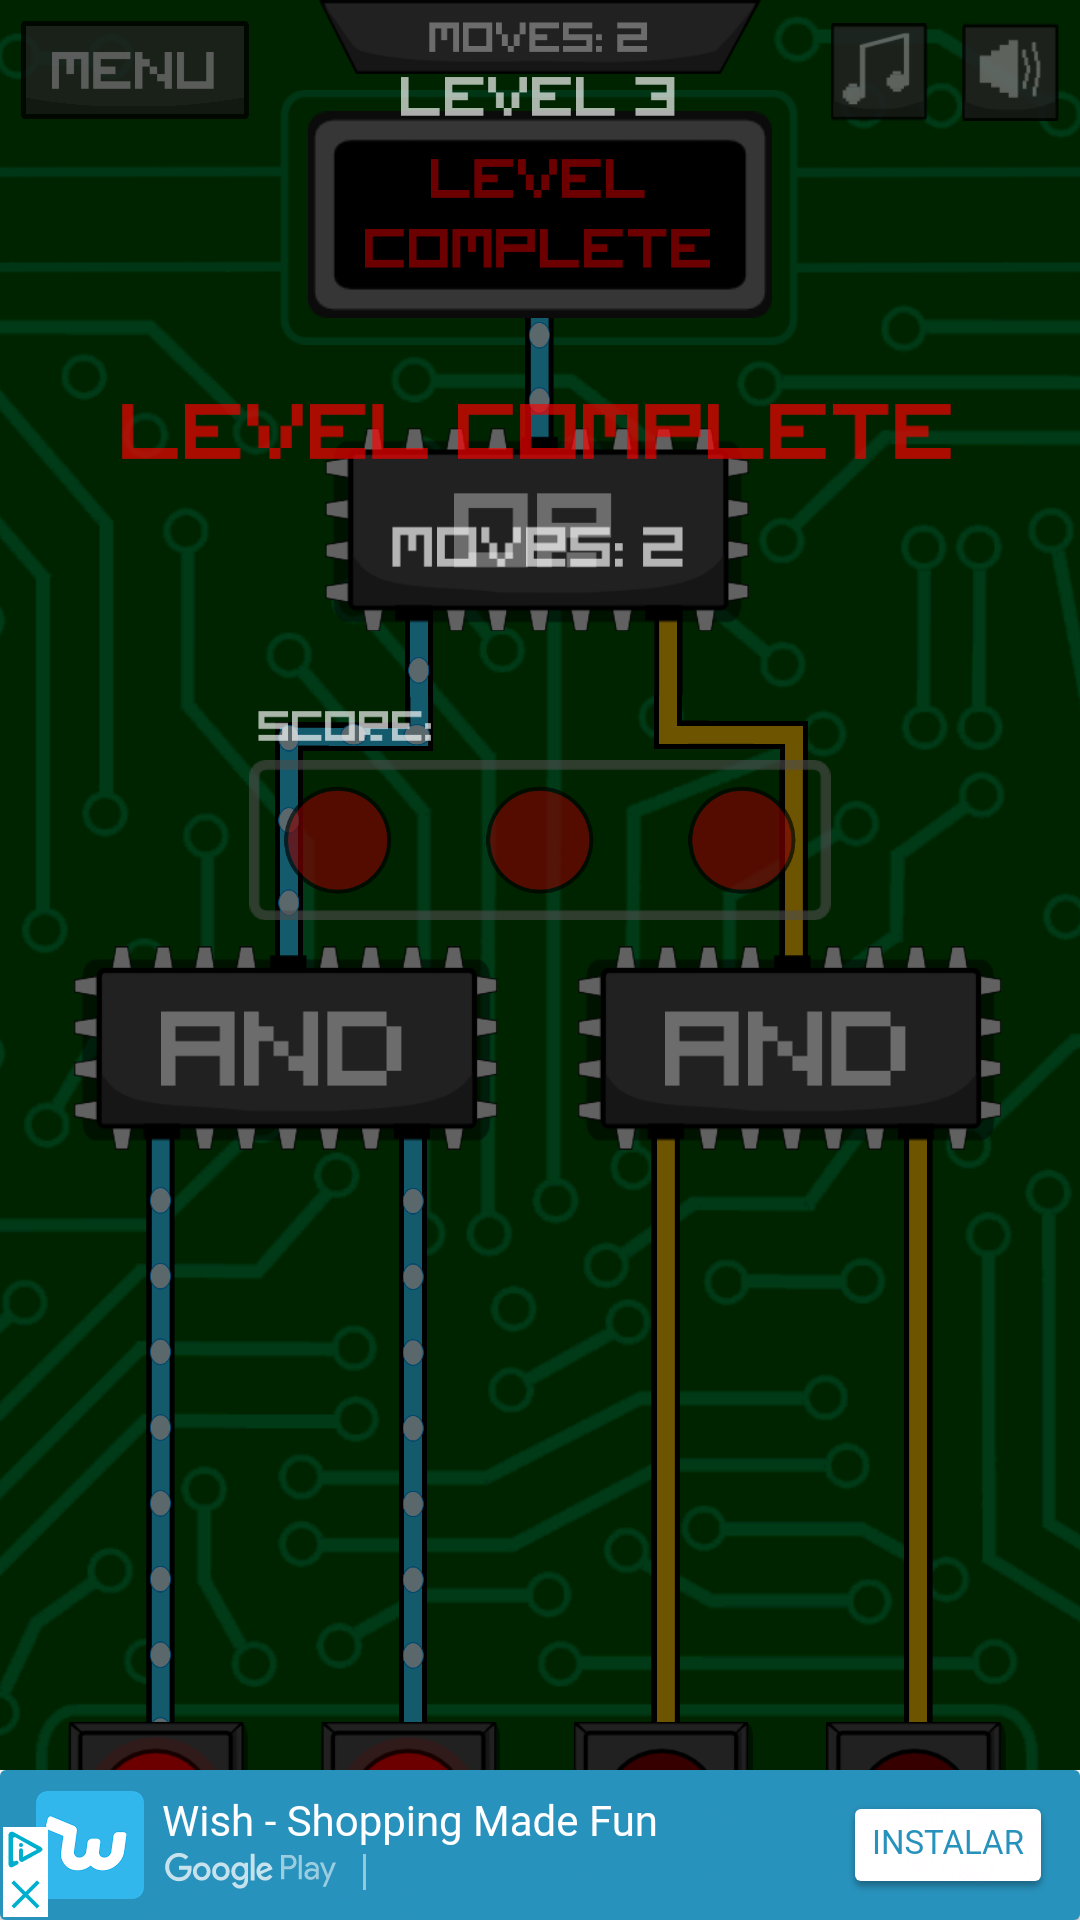 MOVES: 2
MENU
LEVEL 3
LEVEL
COMPLETE
LEVEL COMPLETE
OR
MOVES: 2
SCORE:
AND
AND
Wish - Shopping Made Fun
Google Play
INSTALAR